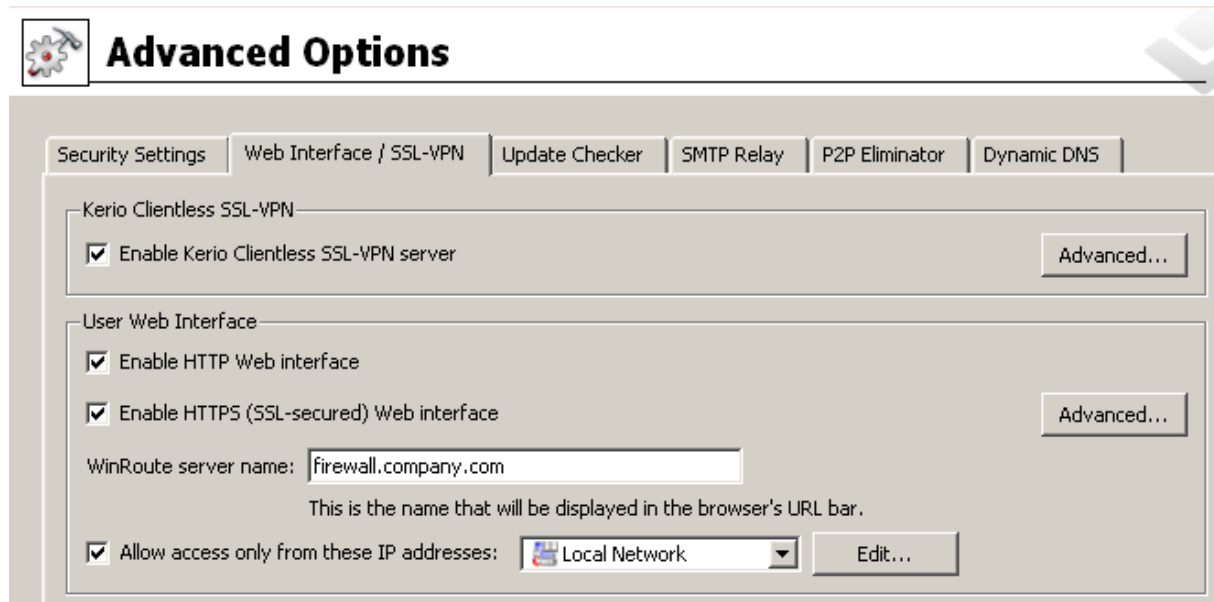 Advanced Options
Security Settings Web Interface / SSL-VPN Update Checker SMTP Relay P2P Eliminator Dynamic DNS
Kerio Clientless SSL-VPN
Enable Kerio Clientless SSL-VPN server Advanced...
User Web Interface
Enable HTTP Web interface
Enable HTTPS (SSL-secured) Web interface Advanced...
WinRoute server name: firewall.company.com
This is the name that will be displayed in the browser's URL bar.
Allow access only from these IP addresses: Local Network Edit...